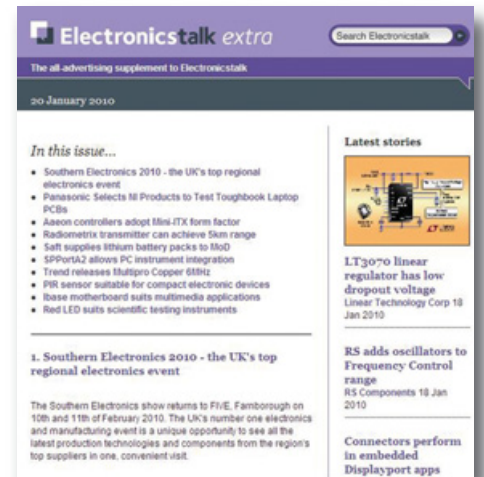 Electronicstalk extra
Search Electronicstalk
The all-advertising supplement to Electronicstalk
20 January 2010
In this issue...
Southern Electronics 2010 - the UK's top regional
electronics event
Panasonic Selects NI Products to Test Toughbook Laptop
PCBs
Aaeon controllers adopt Mini-ITX form factor
Radiometrix transmitter can achieve 5km range
Saft supplies lithium battery packs to MoD
SPPortA2 allows PC instrument integration
Trend releases Multipro Copper 6MHz
PIR sensor suitable for compact electronic devices
Ibase motherboard suits multimedia applications
Red LED suits scientific testing instruments
1. Southern Electronics 2010 - the UK's top
regional electronics event
The Southern Electronics show returns to FIVE, Farnborough on
10th and 11th of February 2010. The UK's number one electronics
and manufacturing event is a unique opportunity to see all the
latest production technologies and components from the region's
top suppliers in one, convenient visit.
Latest stories
LT3070 linear
regulator has low
dropout voltage
Linear Technology Corp 18
Jan 2010
RS adds oscillators to
Frequency Control
range
RS Components 18 Jan
2010
Connectors perform
in embedded
Displayport apps